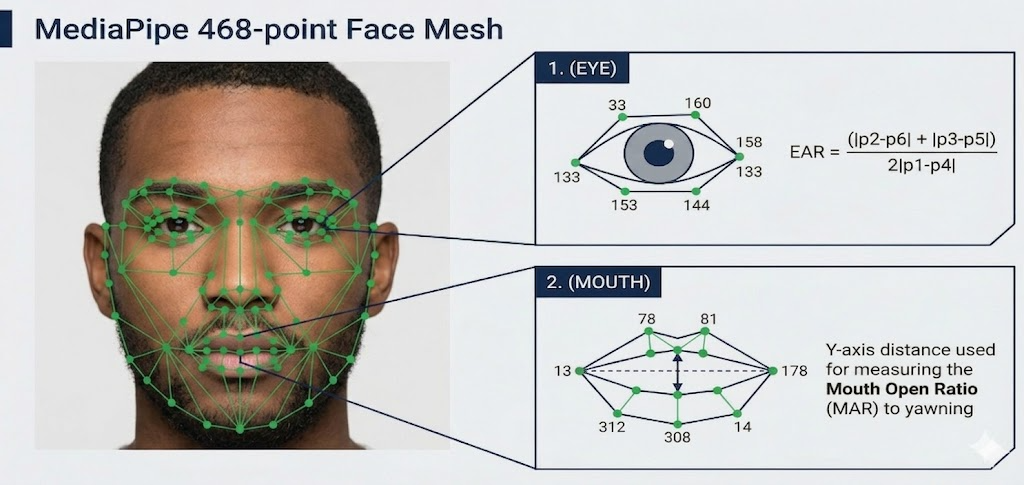 MediaPipe 468-point Face Mesh
1. (EYE)
33
160
158
133
133
153
144
EAR = (|p2-p6| + |p3-p5|)
2|p1-p4|
2. (MOUTH)
78
81
13
178
312
308
14
Y-axis distance used
for measuring the
Mouth Open Ratio
(MAR) to yawning